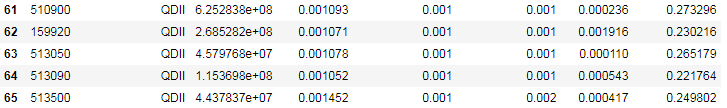 61 510900 QDII 6.252838e+08 0.001093 0.001 0.001 0.000236 0.273296
62 159920 QDII 2.685282e+08 0.001071 0.001 0.001 0.001916 0.230216
63 513050 QDII 4.579768e+07 0.001078 0.001 0.001 0.000110 0.265179
64 513090 QDII 1.153698e+08 0.001052 0.001 0.001 0.000543 0.221764
65 513500 QDII 4.437837e+07 0.001452 0.001 0.002 0.000417 0.249802